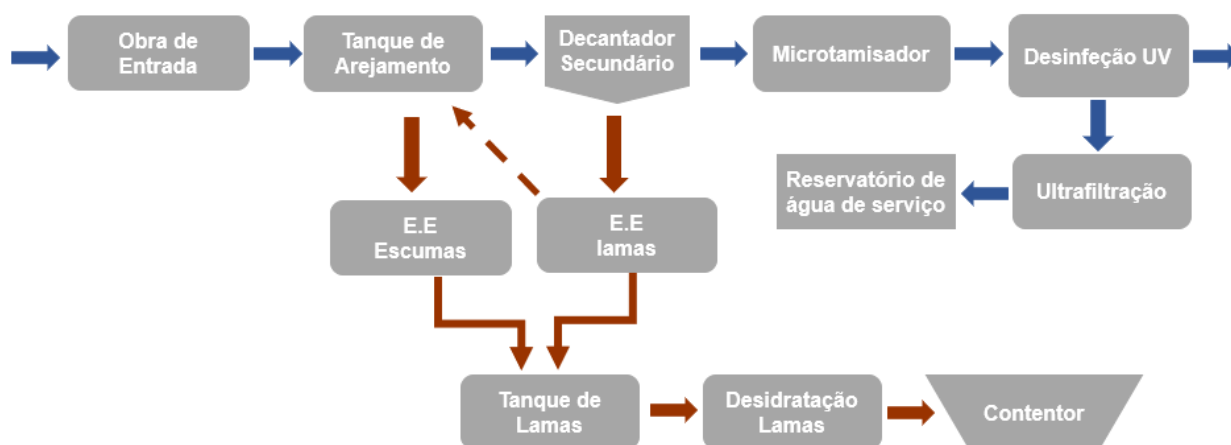 Obra de
Entrada
Tanque de
Arejamento
Decantador
Secundário
Microtamisador
Desinfeção UV
Reservatório de
água de serviço
Ultrafiltração
E.E
Escumas
E.E
lamas
Tanque de
Lamas
Desidratação
Lamas
Contentor